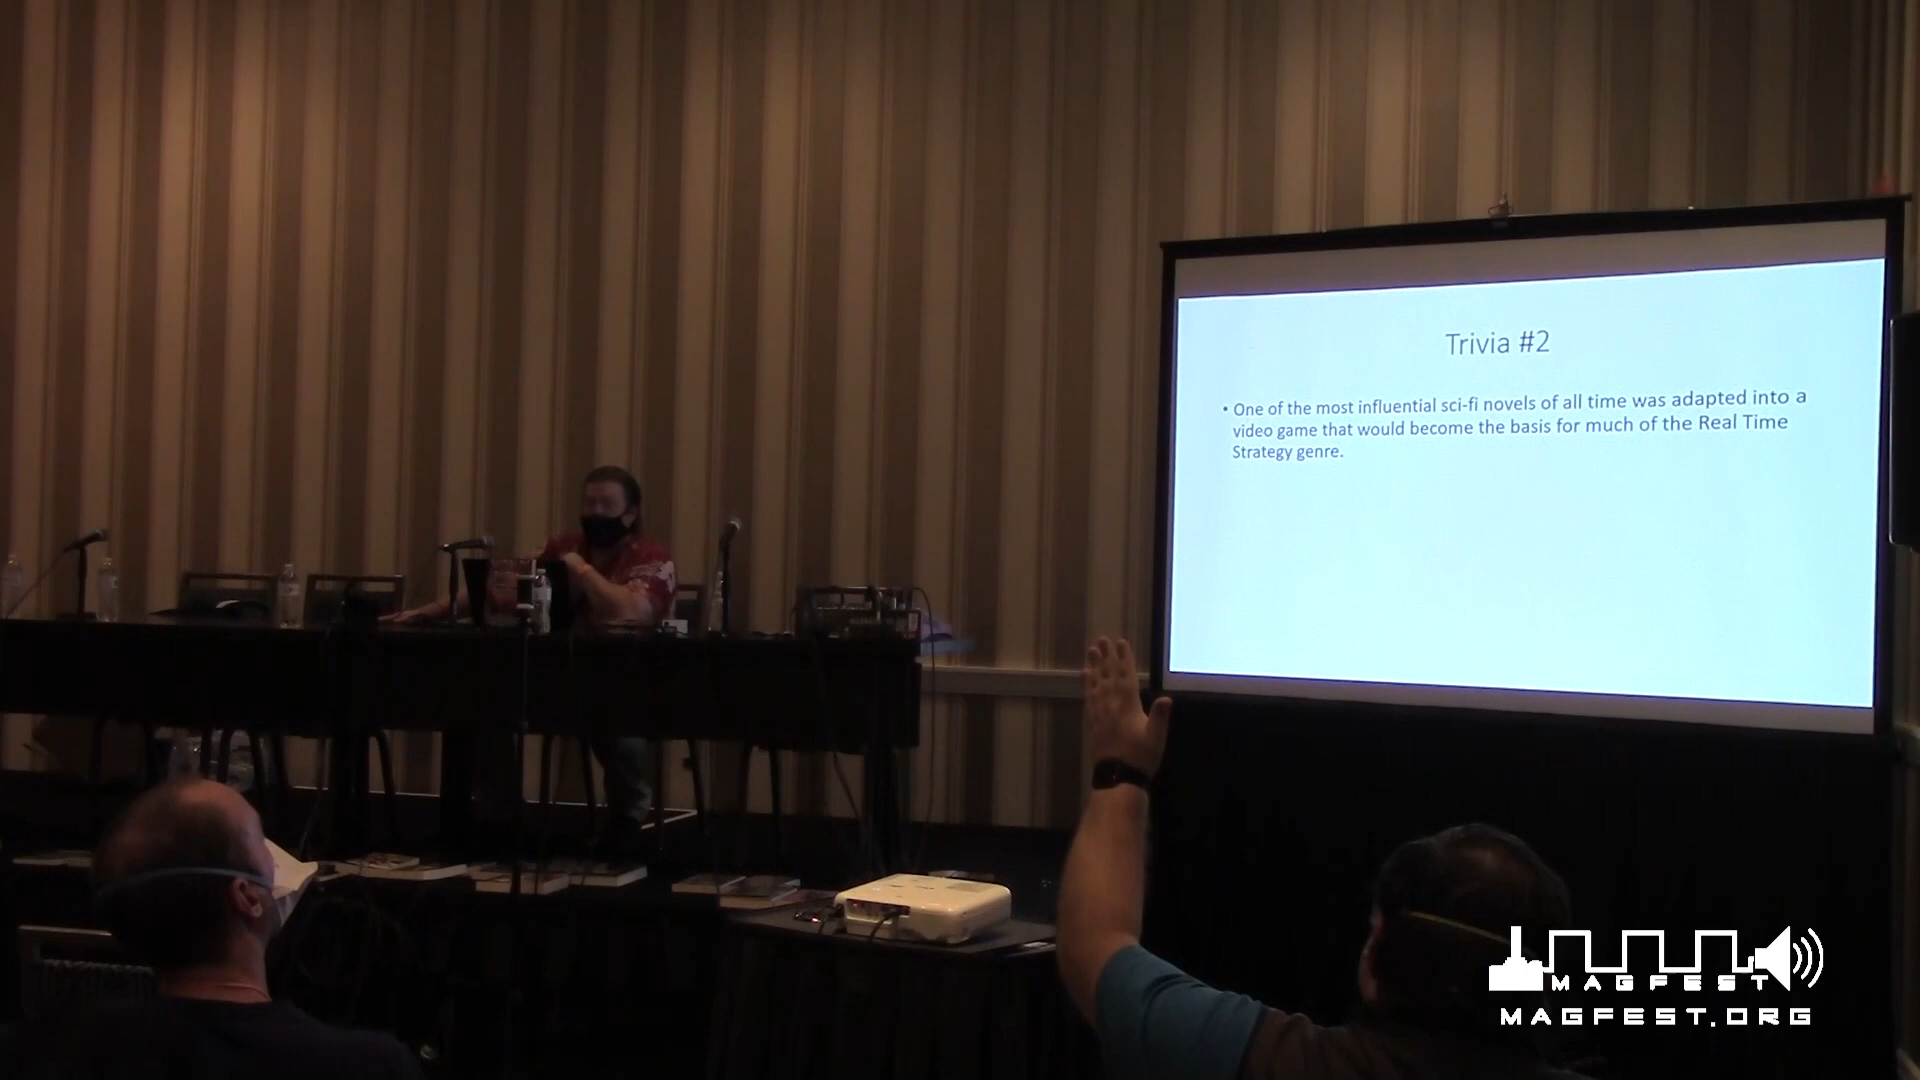 Trivia #2
• One of the most influential sci-fi novels of all time was adapted into a
video game that would become the basis for much of the Real Time
Strategy genre.
MAGFEST
MAGFEST.ORG